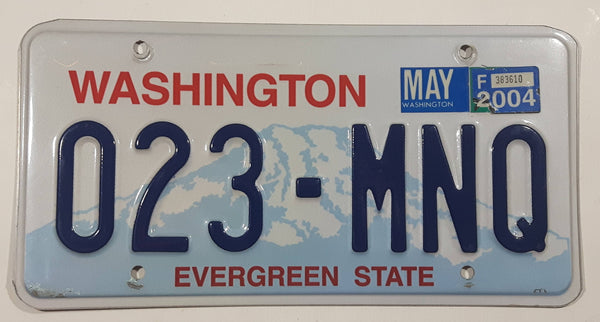 WASHINGTON
MAY
WASHINGTON
F 383610
2004
023-MNQ
EVERGREEN STATE